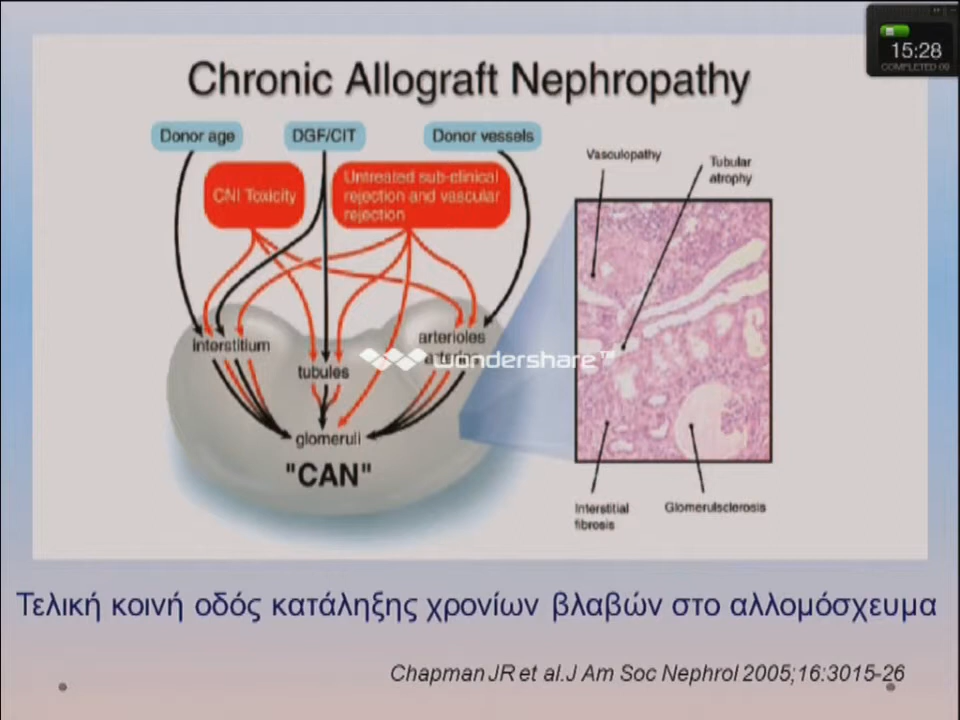 15:28
COMPLETED 00
Chronic Allograft Nephropathy
Donor age
DGF/CIT
Donor vessels
CNI Toxicity
Untreated sub-clinical
rejection and vascular
rejection
Vasculopathy
Tubular
atrophy
interstitium
arterioles
tubules
wondershare™
glomeruli
"CAN"
Interstitial
fibrosis
Glomerulsclerosis
Τελική κοινή οδός κατάληξης χρονίων βλαβών στο αλλομόσχευμα
Chapman JR et al.J Am Soc Nephrol 2005;16:3015-26